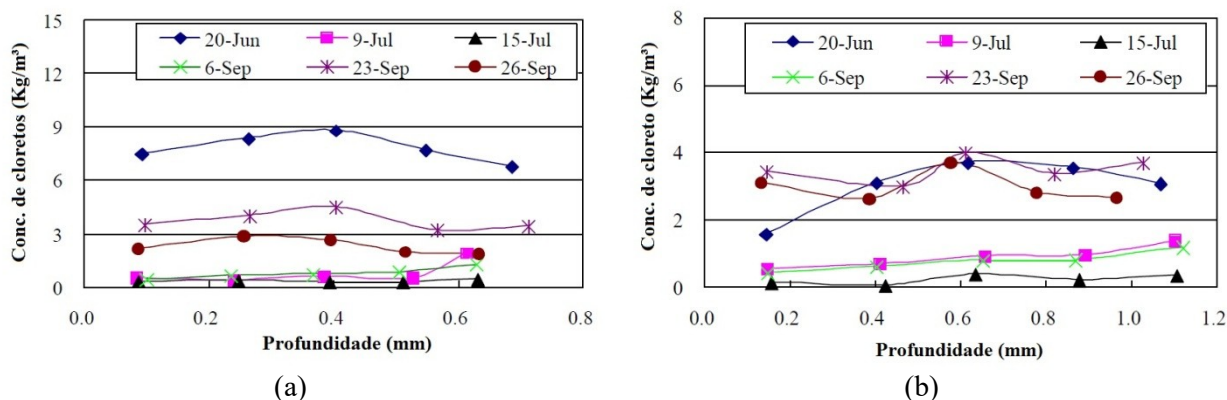 Conc. de cloretos (Kg/m³)
15
12
9
6
3
0
20-Jun 9-Jul 15-Jul
6-Sep 23-Sep 26-Sep
0.0 0.2 0.4 0.6 0.8
Profundidade (mm)
(a)
Conc. de cloreto (Kg/m³)
8
6
4
2
0
20-Jun 9-Jul 15-Jul
6-Sep 23-Sep 26-Sep
0.0 0.2 0.4 0.6 0.8 1.0 1.2
Profundidade (mm)
(b)